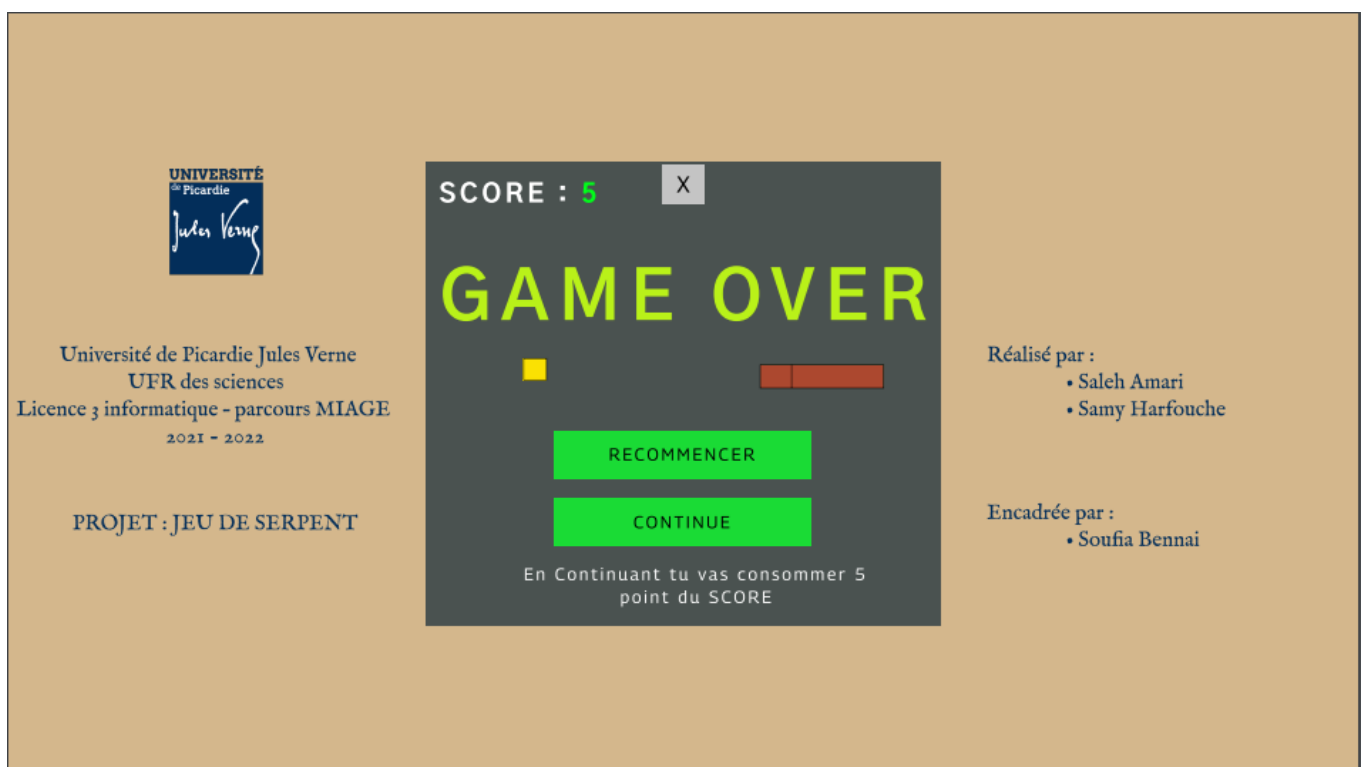 UNIVERSITÉ
de Picardie
Jules Verne
Université de Picardie Jules Verne
UFR des sciences
Licence 3 informatique - parcours MIAGE
2021 - 2022
PROJET : JEU DE SERPENT
SCORE : 5
X
GAME OVER
RECOMMENCER
CONTINUE
En Continuant tu vas consommer 5
point du SCORE
Réalisé par :
• Saleh Amari
• Samy Harfouche
Encadrée par :
• Soufia Bennai